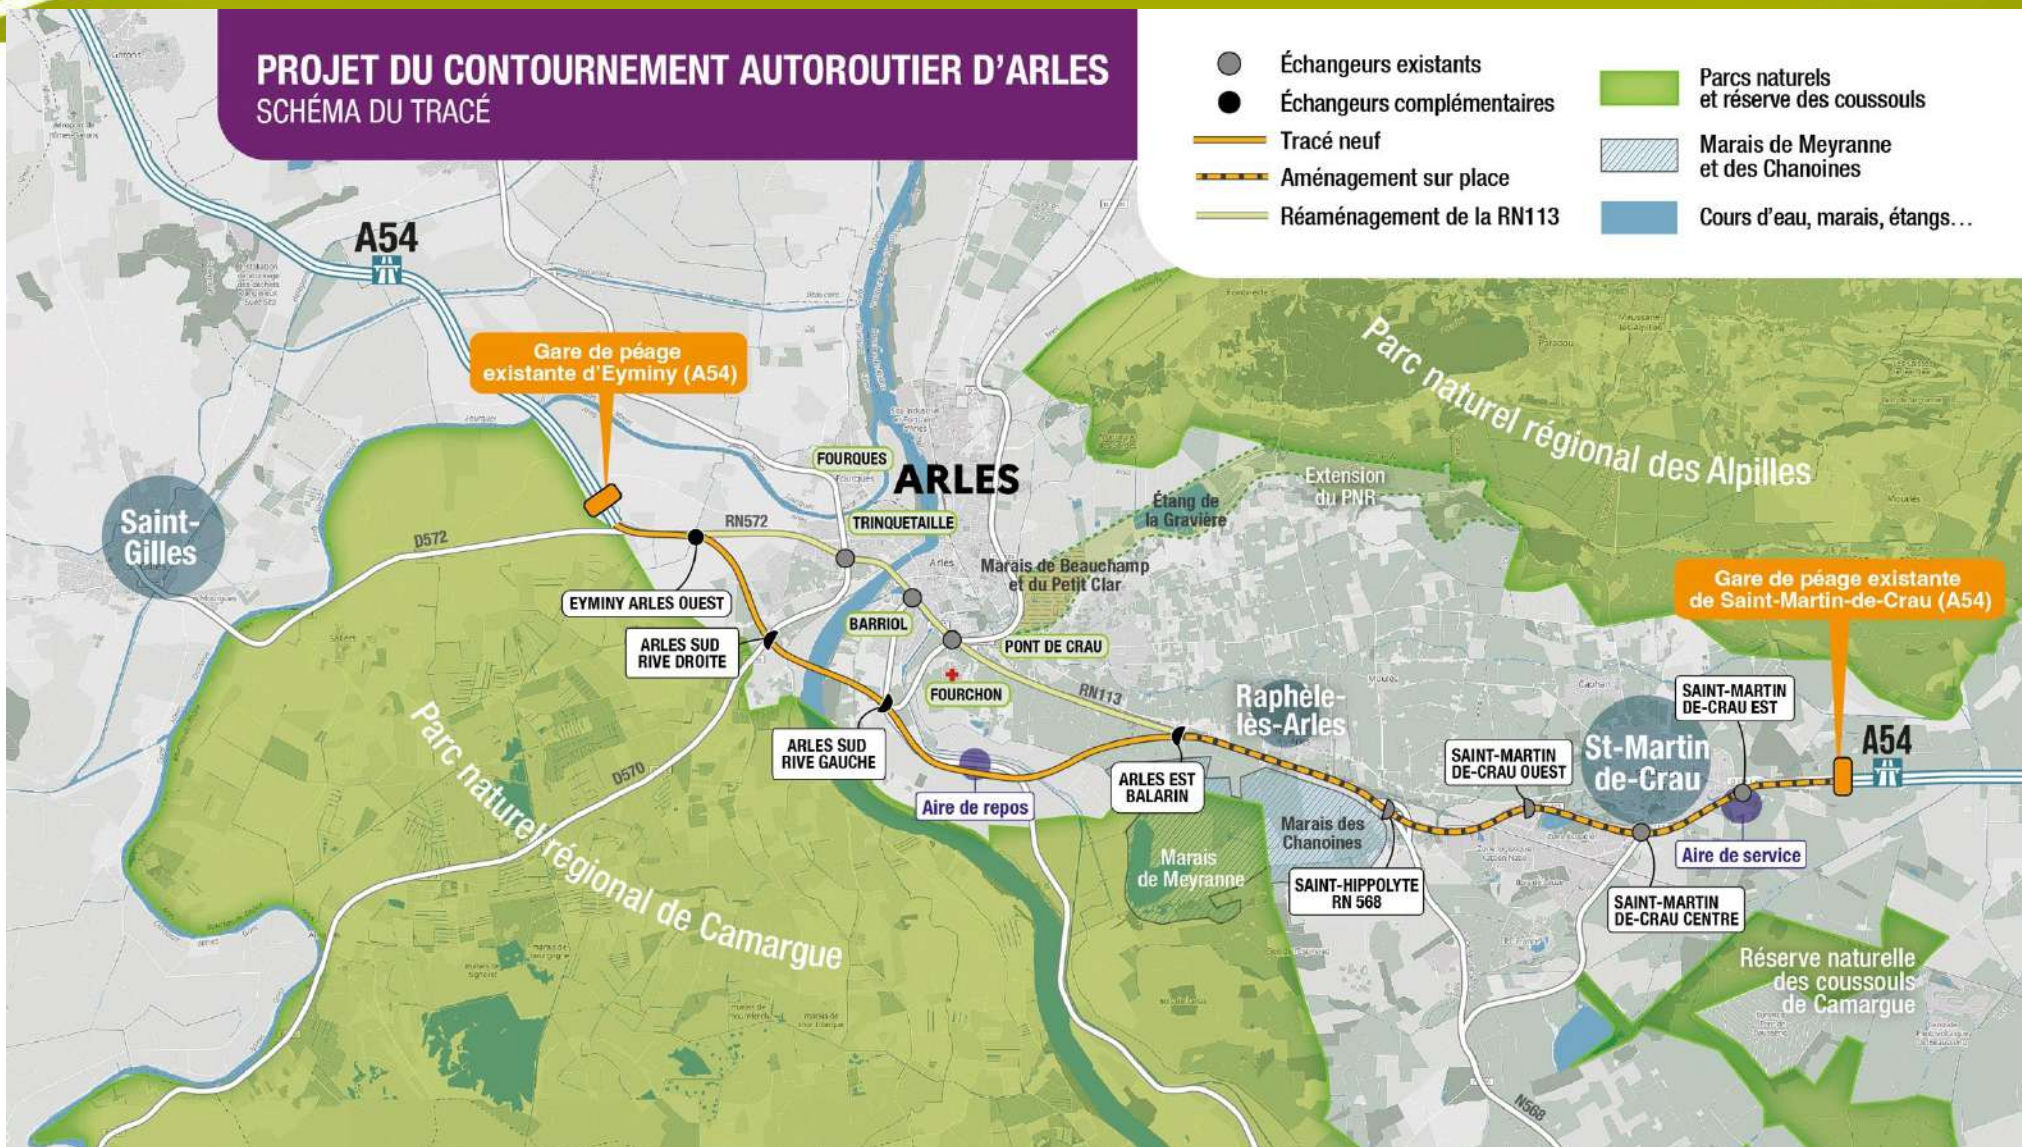 PROJET DU CONTOURNEMENT AUTOROUTIER D'ARLES
SCHÉMA DU TRACÉ
Échangeurs existants
Échangeurs complémentaires
Tracé neuf
Aménagement sur place
Réaménagement de la RN113
Parcs naturels
et réserve des coussouls
Marais de Meyranne
et des Chanoines
Cours d'eau, marais, étangs...
A54
Gare de péage
existante d'Eyminy (A54)
Parc naturel régional des Alpilles
FOURQUES
Fourques
ARLES
Extension
du PNR
Étang de
la Gravière
Saint-
Gilles
D572
RN572
TRINQUETAILLE
Arles
Marais de Beauchamp
et du Petit Clar
Gare de péage existante
de Saint-Martin-de-Crau (A54)
EYMINY ARLES OUEST
BARRIOL
ARLES SUD
RIVE DROITE
PONT DE CRAU
FOURCHON
RN113
Raphèle-
lès-Arles
SAINT-MARTIN
DE-CRAU EST
ARLES SUD
RIVE GAUCHE
SAINT-MARTIN
DE-CRAU OUEST
St-Martin
de-Crau
A54
Parc naturel régional de Camargue
D570
Aire de repos
ARLES EST
BALARIN
Marais des
Chanoines
Aire de service
Marais
de Meyranne
SAINT-HIPPOLYTE
RN 568
SAINT-MARTIN
DE-CRAU CENTRE
Réserve naturelle
des coussouls
de Camargue
N568